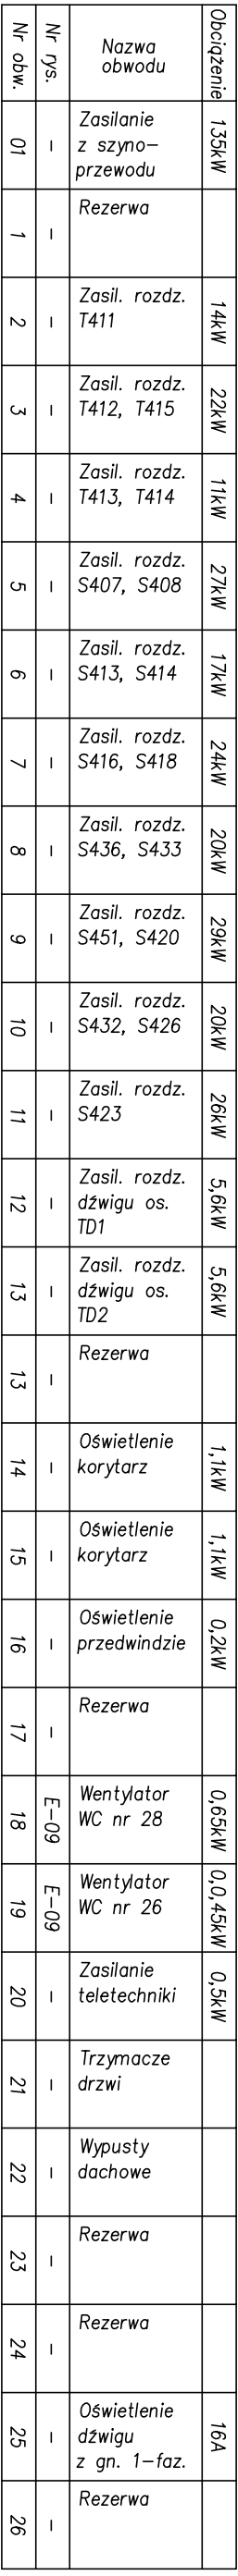 Nr obw.
Nr rys.
Nazwa
obwodu
Obciążenie
01
-
Zasilanie
z szyno-
przewodu
135kW
1
-
Rezerwa
2
-
Zasil. rozdz.
T411
14kW
3
-
Zasil. rozdz.
T412, T415
22kW
4
-
Zasil. rozdz.
T413, T414
11kW
5
-
Zasil. rozdz.
S407, S408
27kW
6
-
Zasil. rozdz.
S413, S414
17kW
7
-
Zasil. rozdz.
S416, S418
24kW
8
-
Zasil. rozdz.
S436, S433
20kW
9
-
Zasil. rozdz.
S451, S420
29kW
10
-
Zasil. rozdz.
S432, S426
20kW
11
-
Zasil. rozdz.
S423
26kW
12
-
Zasil. rozdz.
dźwigu os.
TD1
5,6kW
13
-
Zasil. rozdz.
dźwigu os.
TD2
5,6kW
13
-
Rezerwa
14
-
Oświetlenie
korytarz
1,1kW
15
-
Oświetlenie
korytarz
1,1kW
16
-
Oświetlenie
przedwindzie
0,2kW
17
-
Rezerwa
18
E-09
Wentylator
WC nr 28
0,65kW
19
E-09
Wentylator
WC nr 26
0,0,45kW
20
-
Zasilanie
teletechniki
0,5kW
21
-
Trzymacze
drzwi
22
-
Wypusty
dachowe
23
-
Rezerwa
24
-
Rezerwa
25
-
Oświetlenie
dźwigu
z gn. 1-faz.
16A
26
-
Rezerwa